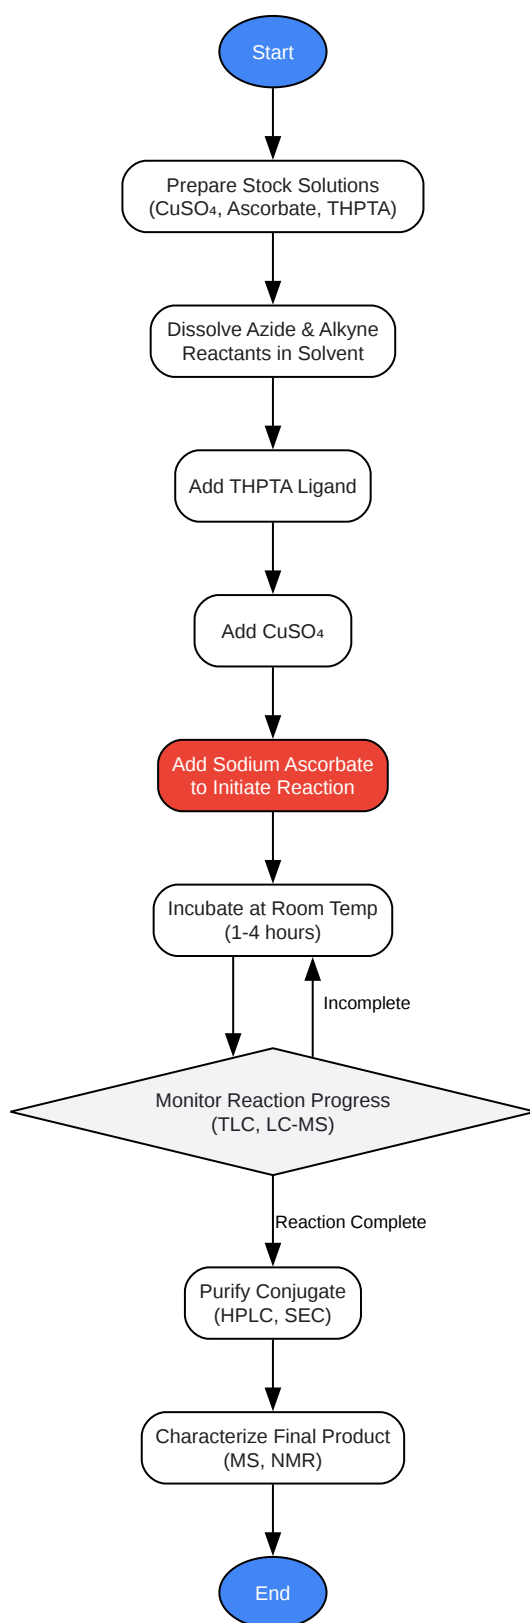 Start
Prepare Stock Solutions
(CuSO₄, Ascorbate, THPTA)
Dissolve Azide & Alkyne
Reactants in Solvent
Add THPTA Ligand
Add CuSO₄
Add Sodium Ascorbate
to Initiate Reaction
Incubate at Room Temp
(1-4 hours)
Incomplete
Monitor Reaction Progress
(TLC, LC-MS)
Reaction Complete
Purify Conjugate
(HPLC, SEC)
Characterize Final Product
(MS, NMR)
End